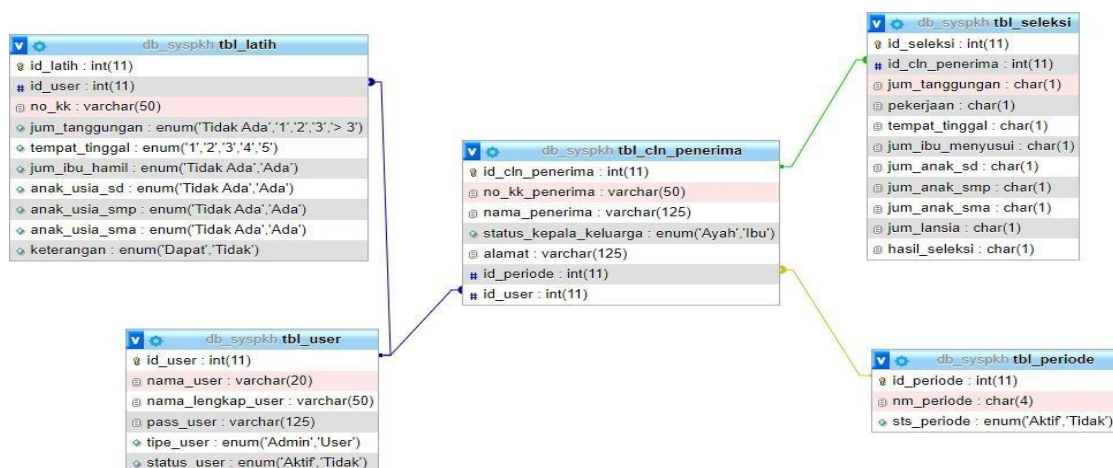 db_syspkh tbl_latih
id_latih : int(11)
# id_user : int(11)
no_kk : varchar(50)
jum_tanggungan : enum('Tidak Ada','1','2','3','> 3')
tempat_tinggal : enum('1','2','3','4','5')
jum_ibu_hamil : enum('Tidak Ada','Ada')
anak_usia_sd : enum('Tidak Ada','Ada')
anak_usia_smp : enum('Tidak Ada','Ada')
anak_usia_sma : enum('Tidak Ada','Ada')
keterangan : enum('Dapat','Tidak')
db_syspkh tbl_user
id_user : int(11)
nama_user : varchar(20)
nama_lengkap_user : varchar(50)
pass_user : varchar(125)
tipe_user : enum('Admin','User')
status_user : enum('Aktif','Tidak')
db_syspkh tbl_cln_penerima
id_cln_penerima : int(11)
no_kk_penerima : varchar(50)
nama_penerima : varchar(125)
status_kepala_keluarga : enum('Ayah','Ibu')
alamat : varchar(125)
# id_periode : int(11)
# id_user : int(11)
db_syspkh tbl_seleksi
id_seleksi : int(11)
# id_cln_penerima : int(11)
jum_tanggungan : char(1)
pekerjaan : char(1)
tempat_tinggal : char(1)
jum_ibu_menyusui : char(1)
jum_anak_sd : char(1)
jum_anak_smp : char(1)
jum_anak_sma : char(1)
jum_lansia : char(1)
hasil_seleksi : char(1)
db_syspkh tbl_periode
id_periode : int(11)
nm_periode : char(4)
sts_periode : enum('Aktif','Tidak')